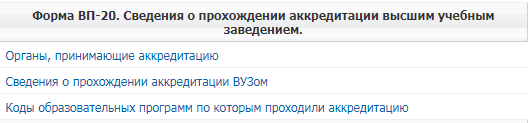 Форма ВП-20. Сведения о прохождении аккредитации высшим учебным
заведением.
Органы, принимающие аккредитацию
Сведения о прохождении аккредитации ВУЗом
Коды образовательных программ по которым проходили аккредитацию